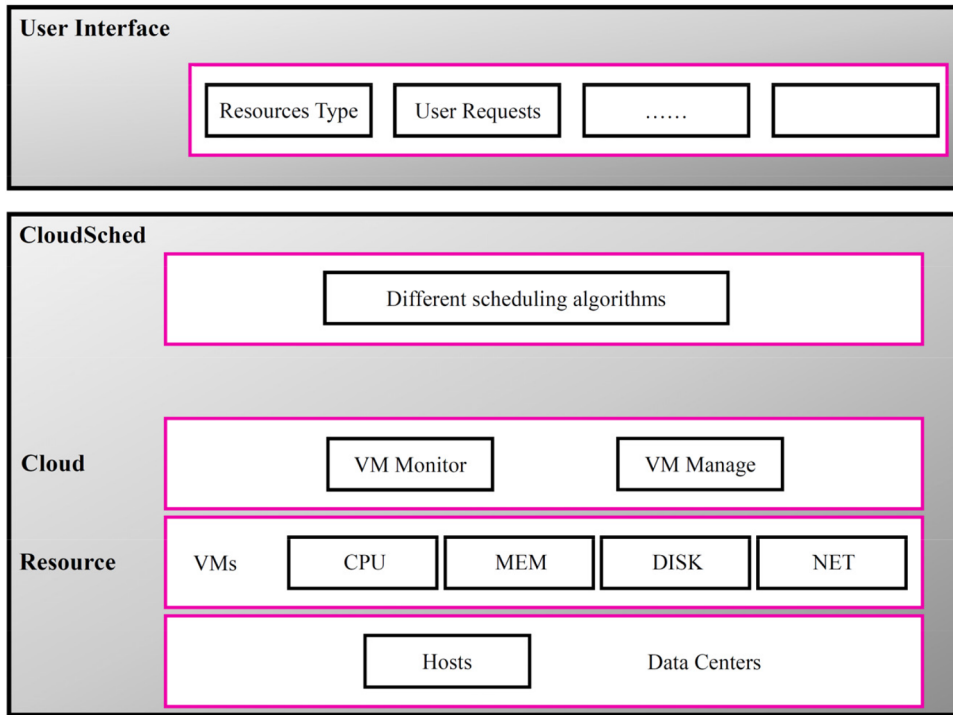 User Interface
Resources Type User Requests ......
CloudSched
Different scheduling algorithms
Cloud VM Monitor VM Manage
Resource VMs CPU MEM DISK NET
Hosts Data Centers